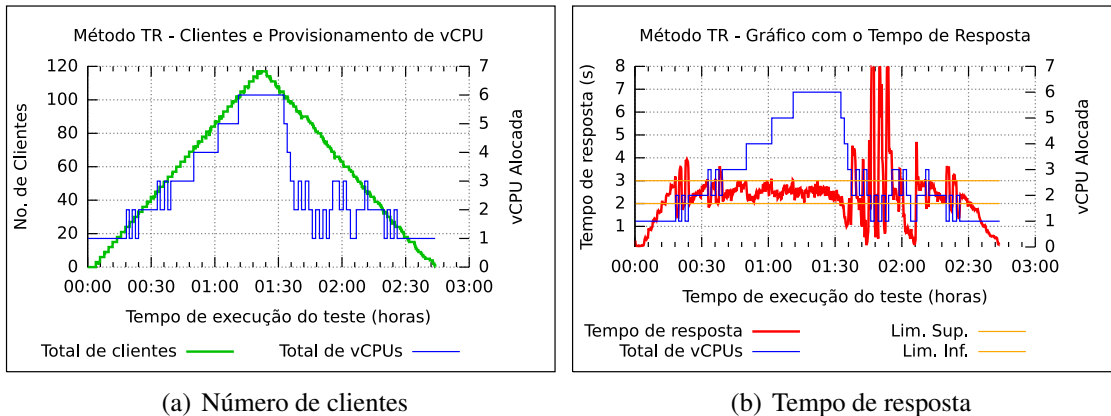 Método TR - Clientes e Provisionamento de vCPU
No. de Clientes
120
100
80
60
40
20
0
7
6
5
4
3
2
1
0
vCPU Alocada
00:00 00:30 01:00 01:30 02:00 02:30 03:00
Tempo de execução do teste (horas)
Total de clientes Total de vCPUs
(a) Número de clientes
Método TR - Gráfico com o Tempo de Resposta
Tempo de resposta (s)
8
7
6
5
4
3
2
1
7
6
5
4
3
2
1
0
vCPU Alocada
00:00 00:30 01:00 01:30 02:00 02:30 03:00
Tempo de execução do teste (horas)
Tempo de resposta Lim. Sup.
Total de vCPUs Lim. Inf.
(b) Tempo de resposta